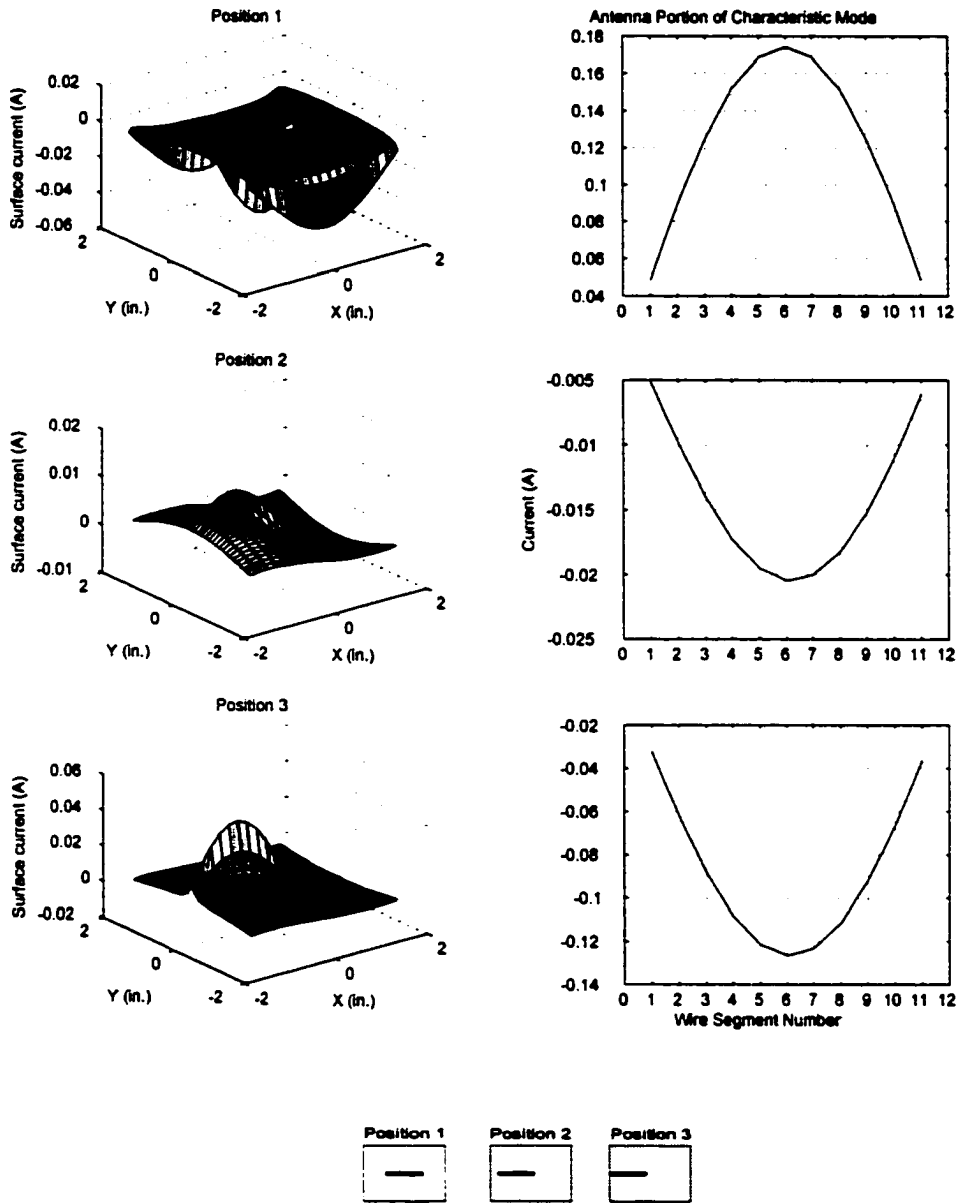 Position 1
Surface current (A)
0.02
0
-0.02
-0.04
-0.06
2
0
-2
Y (in.)
-2
0
2
X (in.)
Antenna Portion of Characteristic Mode
0.18
0.16
0.14
0.12
0.1
0.08
0.06
0.04
0 1 2 3 4 5 6 7 8 9 10 11 12
Position 2
Surface current (A)
0.02
0.01
0
-0.01
2
0
-2
Y (in.)
-2
0
2
X (in.)
Current (A)
-0.005
-0.01
-0.015
-0.02
-0.025
0 1 2 3 4 5 6 7 8 9 10 11 12
Position 3
Surface current (A)
0.06
0.04
0.02
0
-0.02
2
0
-2
Y (in.)
-2
0
2
X (in.)
-0.02
-0.04
-0.06
-0.08
-0.1
-0.12
-0.14
0 1 2 3 4 5 6 7 8 9 10 11 12
Wire Segment Number
Position 1 Position 2 Position 3